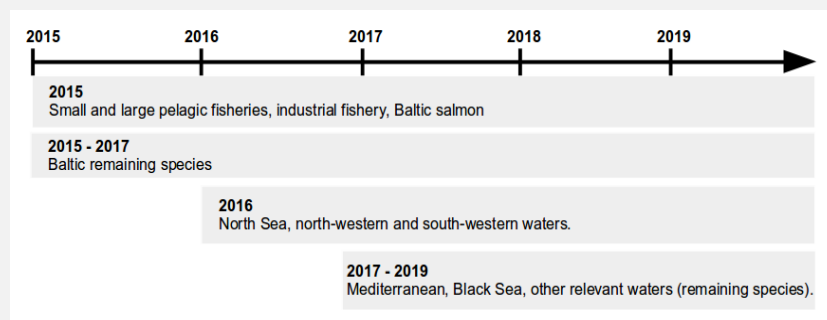 2015 2016 2017 2018 2019
2015
Small and large pelagic fisheries, industrial fishery, Baltic salmon
2015 - 2017
Baltic remaining species
2016
North Sea, north-western and south-western waters.
2017 - 2019
Mediterranean, Black Sea, other relevant waters (remaining species).